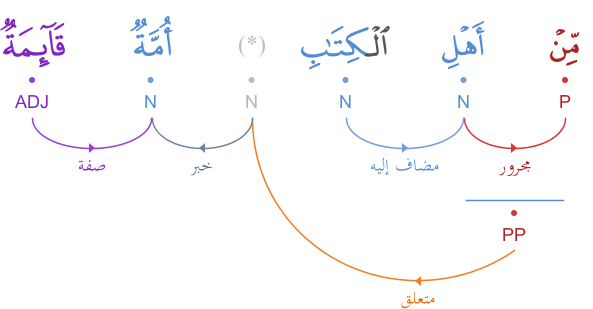 مِّنْ أَهْلِ ٱلْكِتَٰبِ (*) أُمَّةٌ قَآئِمَةٌ
P N N N N ADJ
مجرور مضاف إليه خبر صفة
PP
متعلق